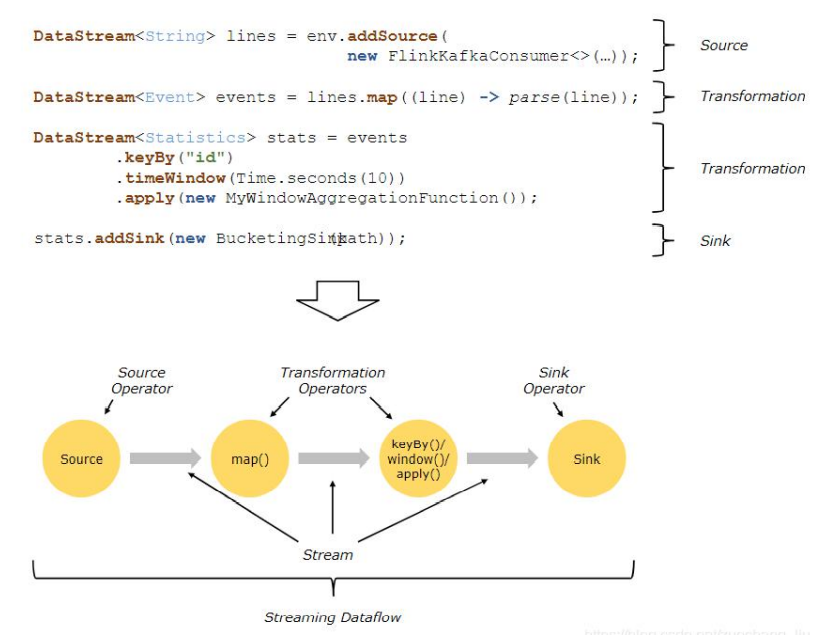 DataStream<String> lines = env.addSource(
new FlinkKafkaConsumer<>(…));
Source
DataStream<Event> events = lines.map((line) -> parse(line));
Transformation
DataStream<Statistics> stats = events
.keyBy("id")
.timeWindow(Time.seconds(10))
.apply(new MyWindowAggregationFunction());
Transformation
stats.addSink(new BucketingSink(path));
Sink
Source
Operator
Transformation
Operators
Sink
Operator
Source
map()
keyBy()/
window()/
apply()
Sink
Stream
Streaming Dataflow